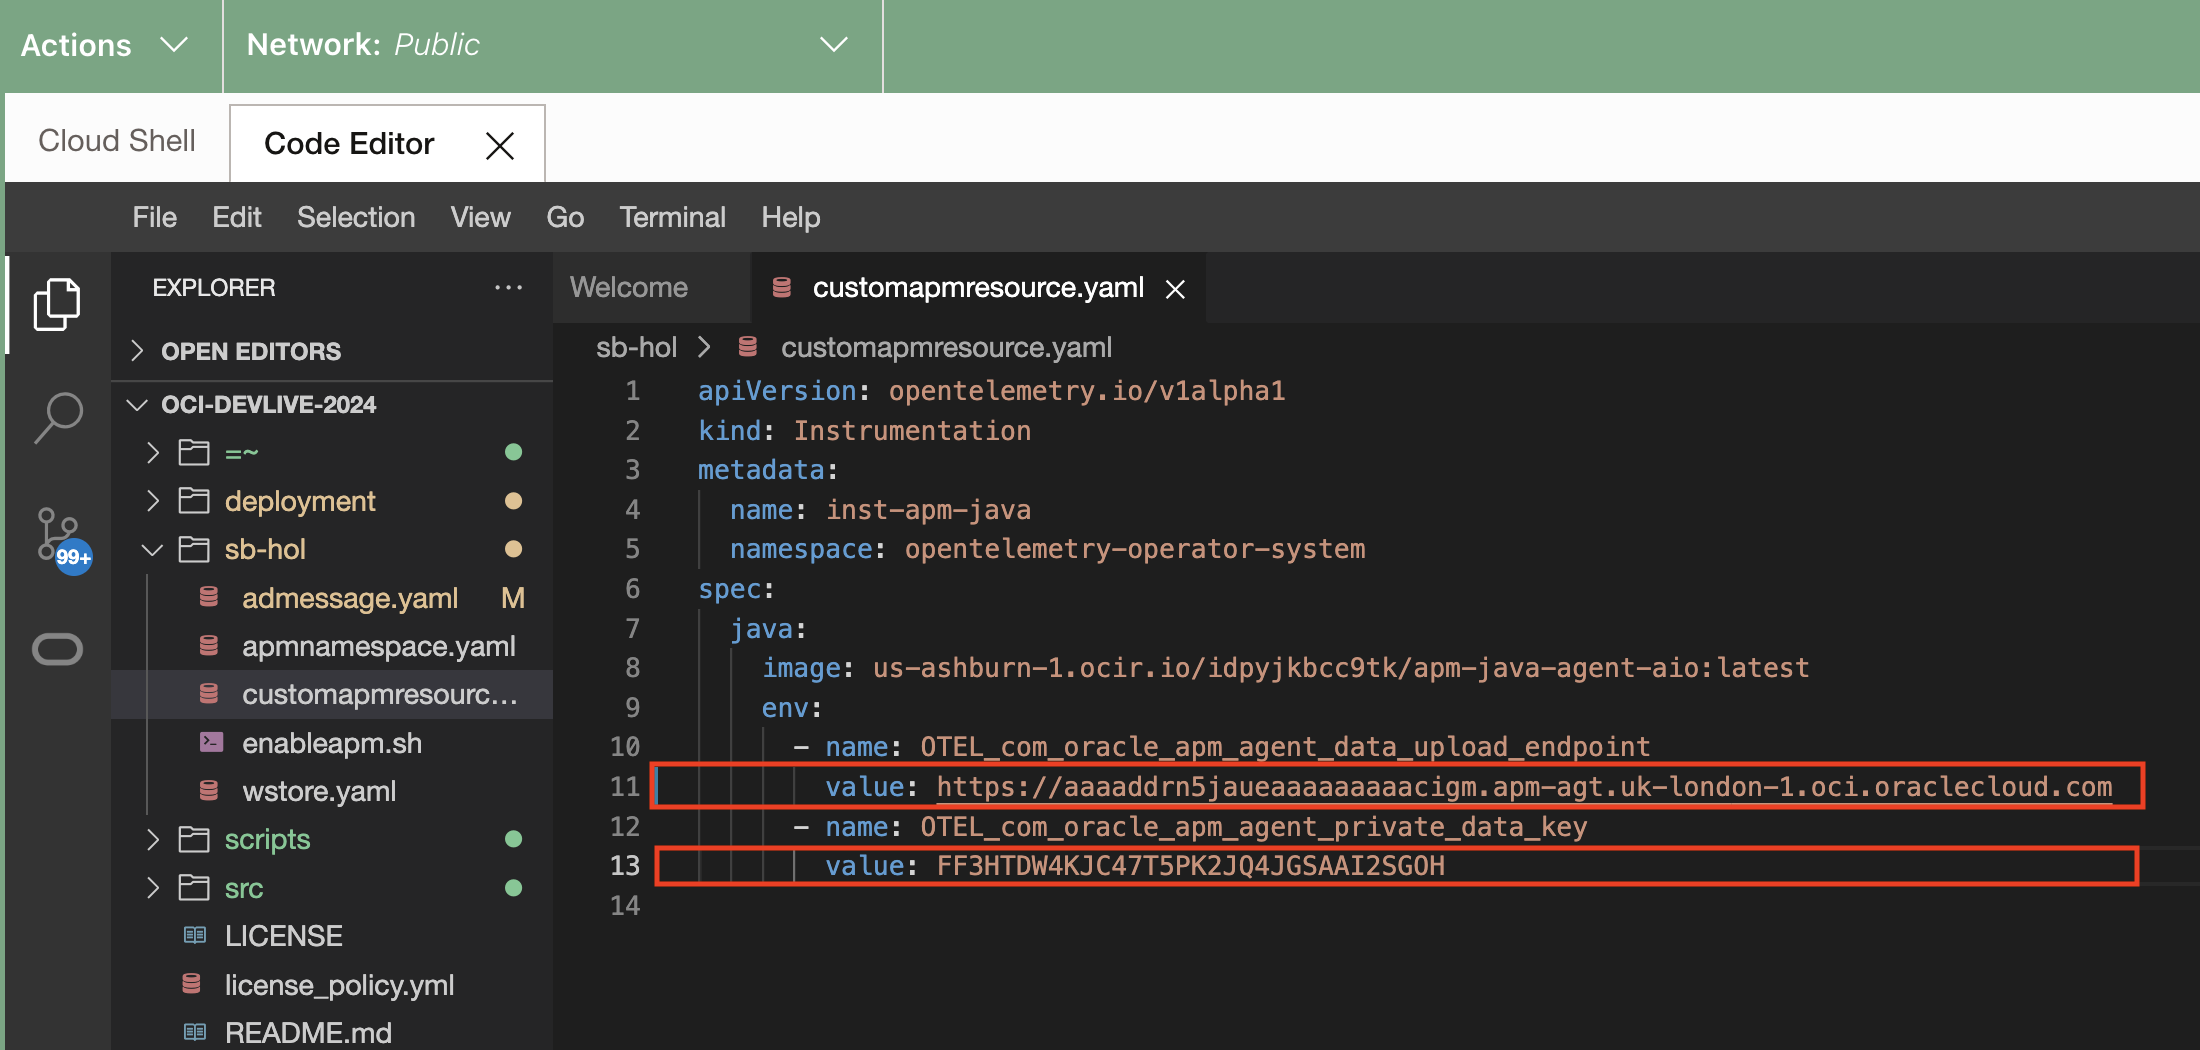 Actions
Network: Public
Cloud Shell
Code Editor
File Edit Selection View Go Terminal Help
EXPLORER
OPEN EDITORS
OCI-DEVLIVE-2024
=~
deployment
sb-hol
admessage.yaml M
apmnamespace.yaml
customapmresourc...
enableapm.sh
wstore.yaml
scripts
src
LICENSE
license_policy.yml
README.md
99+
Welcome
customapmresource.yaml
sb-hol > customapmresource.yaml
1 apiVersion: opentelemetry.io/v1alpha1
2 kind: Instrumentation
3 metadata:
4 name: inst-apm-java
5 namespace: opentelemetry-operator-system
6 spec:
7 java:
8 image: us-ashburn-1.ocir.io/idpyjkbcc9tk/apm-java-agent-aio:latest
9 env:
10 - name: OTEL_com_oracle_apm_agent_data_upload_endpoint
11 value: https://aaaaddrn5jaueaaaaaaaaacigm.apm-agt.uk-london-1.oci.oraclecloud.com
12 - name: OTEL_com_oracle_apm_agent_private_data_key
13 value: FF3HTDW4KJC47T5PK2JQ4JGSAAI2SGOH
14